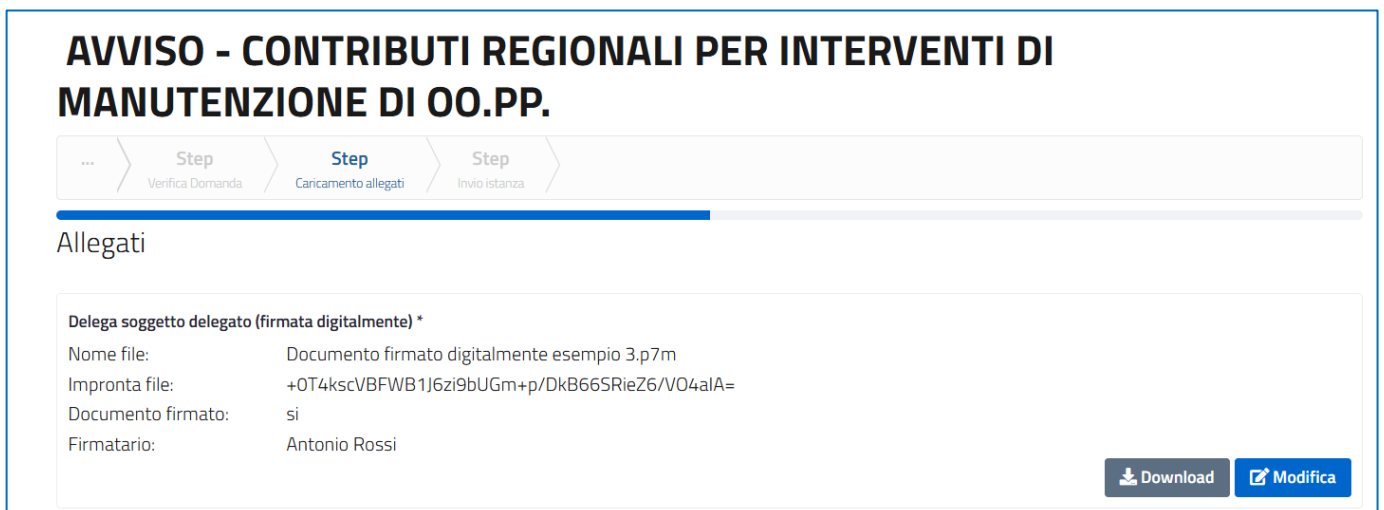 AVVISO - CONTRIBUTI REGIONALI PER INTERVENTI DI
MANUTENZIONE DI OO.PP.
...
Step
Verifica Domanda
Step
Caricamento allegati
Step
Invio istanza
Allegati
Delega soggetto delegato (firmata digitalmente) *
Nome file: Documento firmato digitalmente esempio 3.p7m
Impronta file: +0T4kscVBFWB1J6zi9bUGm+p/DkB66SRieZ6/VO4alA=
Documento firmato: si
Firmatario: Antonio Rossi
Download Modifica